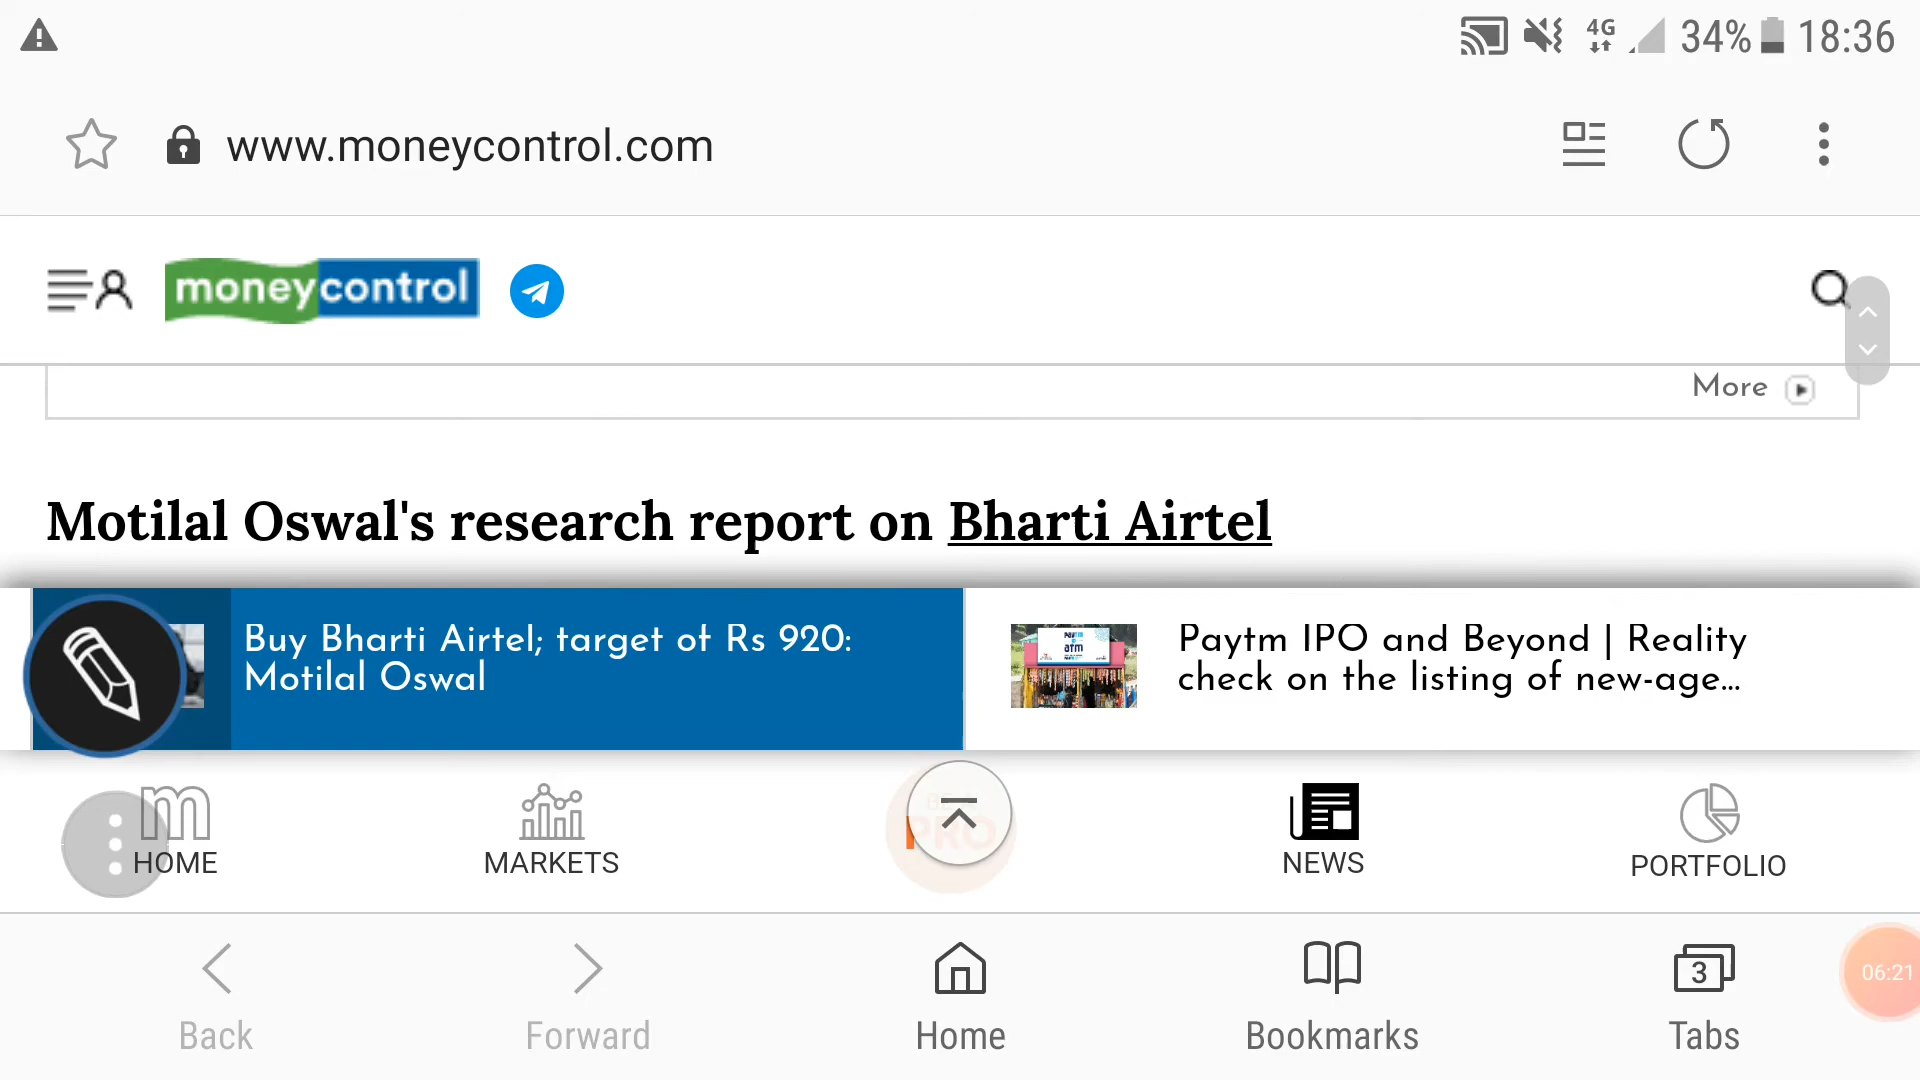 4G 34% 18:36
www.moneycontrol.com
moneycontrol
More
Motilal Oswal's research report on Bharti Airtel
Buy Bharti Airtel; target of Rs 920:
Motilal Oswal
Paytm IPO and Beyond | Reality
check on the listing of new-age...
HOME
MARKETS
PRO
NEWS
PORTFOLIO
Back
Forward
Home
Bookmarks
3
Tabs
06:21